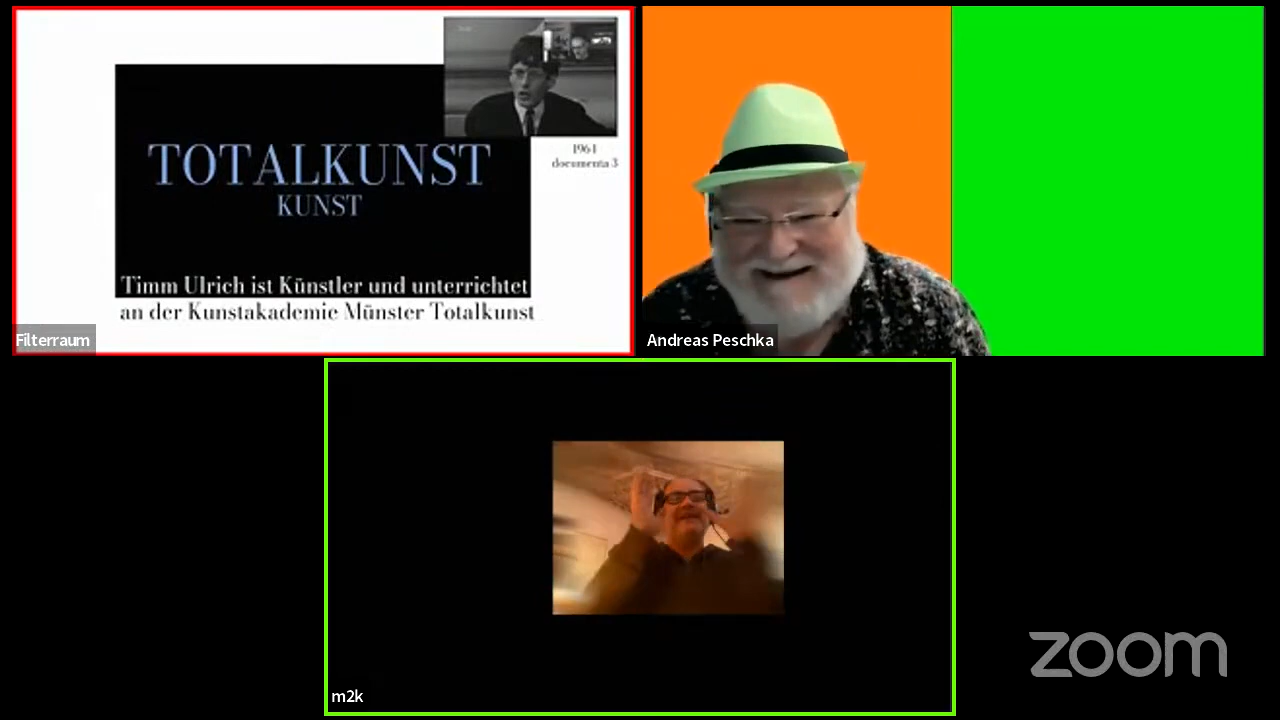 TOTALKUNST
KUNST
1964
documenta 3
Timm Ulrich ist Künstler und unterrichtet
an der Kunstakademie Münster Totalkunst
Filterraum
Andreas Peschka
m2k
zoom